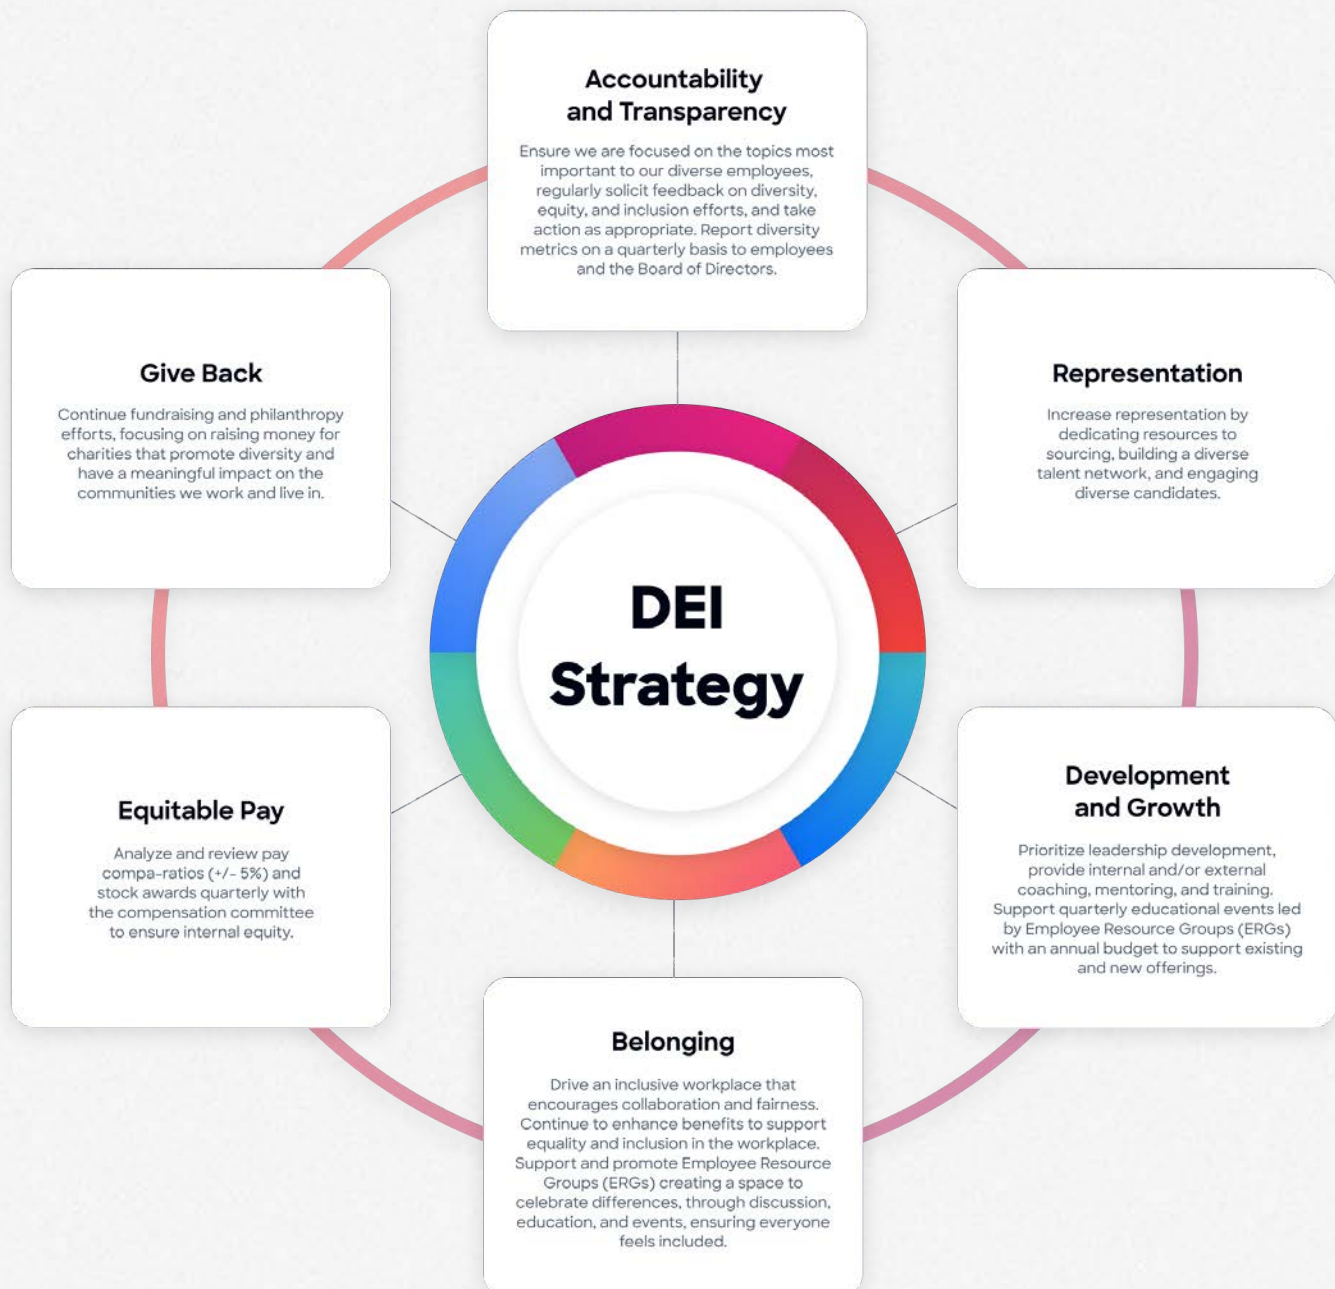 Accountability
and Transparency
Ensure we are focused on the topics most
important to our diverse employees,
regularly solicit feedback on diversity,
equity, and inclusion efforts, and take
action as appropriate. Report diversity
metrics on a quarterly basis to employees
and the Board of Directors.
Give Back
Continue fundraising and philanthropy
efforts, focusing on raising money for
charities that promote diversity and
have a meaningful impact on the
communities we work and live in.
Representation
Increase representation by
dedicating resources to
sourcing, building a diverse
talent network, and engaging
diverse candidates.
DEI
Strategy
Equitable Pay
Analyze and review pay
compa-ratios (+/- 5%) and
stock awards quarterly with
the compensation committee
to ensure internal equity.
Development
and Growth
Prioritize leadership development,
provide internal and/or external
coaching, mentoring, and training.
Support quarterly educational events led
by Employee Resource Groups (ERGs)
with an annual budget to support existing
and new offerings.
Belonging
Drive an inclusive workplace that
encourages collaboration and fairness.
Continue to enhance benefits to support
equality and inclusion in the workplace.
Support and promote Employee Resource
Groups (ERGs) creating a space to
celebrate differences, through discussion,
education, and events, ensuring everyone
feels included.